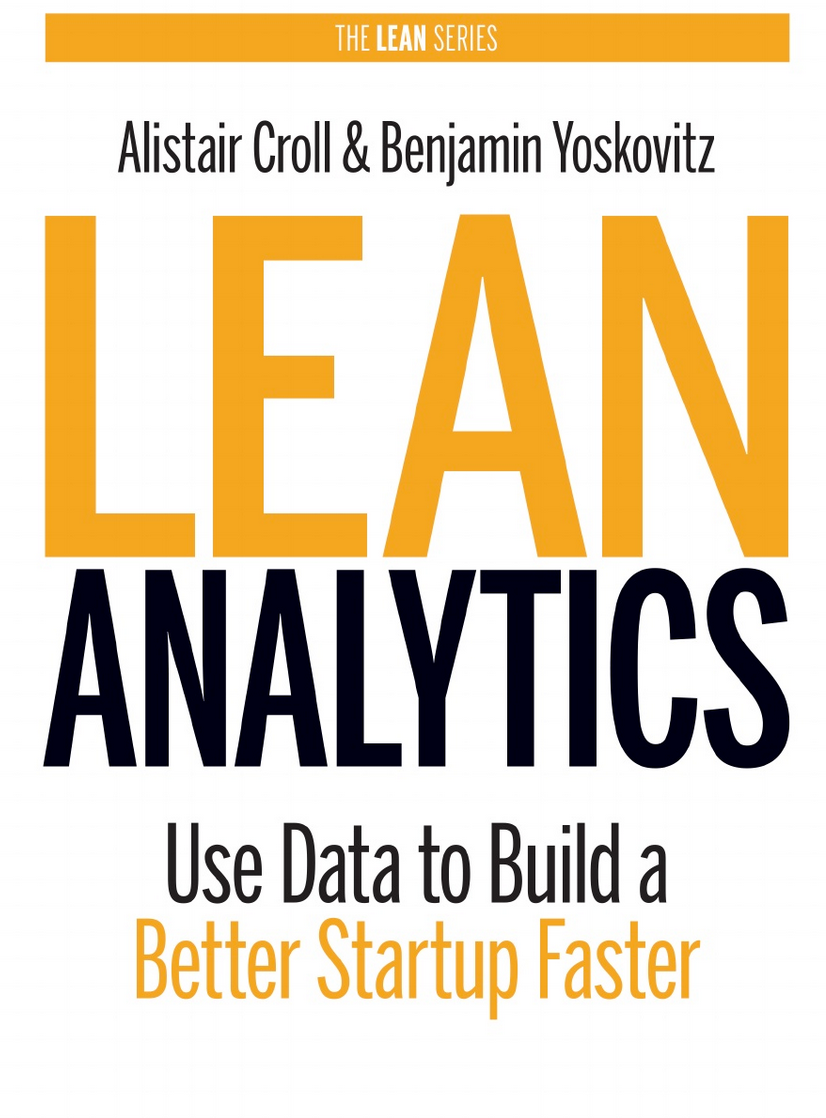 THE LEAN SERIES
Alistair Croll & Benjamin Yoskovitz
LEAN
ANALYTICS
Use Data to Build a
Better Startup Faster